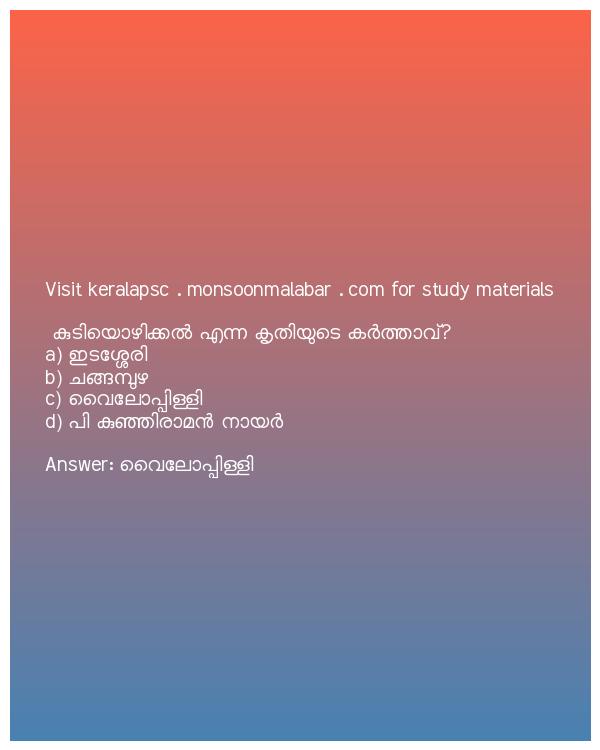 Visit keralapsc . monsoonmalabar . com for study materials
കുടിയൊഴിക്കൽ എന്ന കൃതിയുടെ കർത്താവ്?
a) ഇടശ്ശേരി
b) ചങ്ങമ്പുഴ
c) വൈലോപ്പിള്ളി
d) പി കുഞ്ഞിരാമൻ നായർ
Answer: വൈലോപ്പിള്ളി